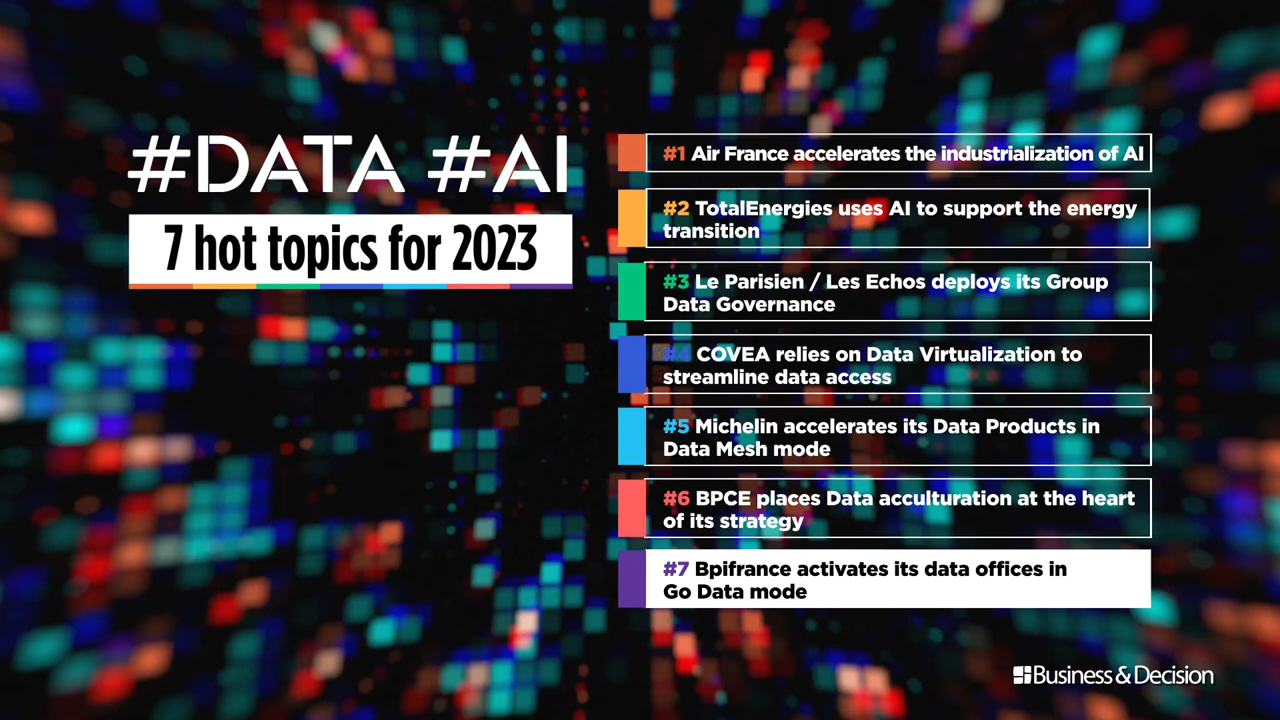 #DATA #AI
7 hot topics for 2023
#1 Air France accelerates the industrialization of AI
#2 TotalEnergies uses AI to support the energy
transition
#3 Le Parisien / Les Echos deploys its Group
Data Governance
#4 COVEA relies on Data Virtualization to
streamline data access
#5 Michelin accelerates its Data Products in
Data Mesh mode
#6 BPCE places Data acculturation at the heart
of its strategy
#7 Bpifrance activates its data offices in
Go Data mode
Business & Decision